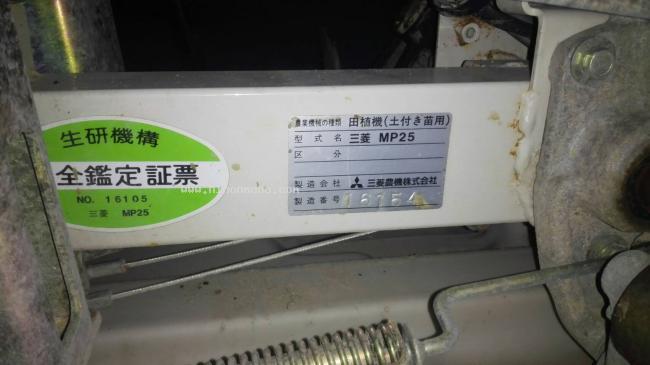 生研機構
全鑑定証票
NO. 16105
三菱 MP25
農業機械の種類 田植機(土付き苗用)
型式名 三菱 MP25
区分
製造会社 三菱農機株式会社
製造番号 16154